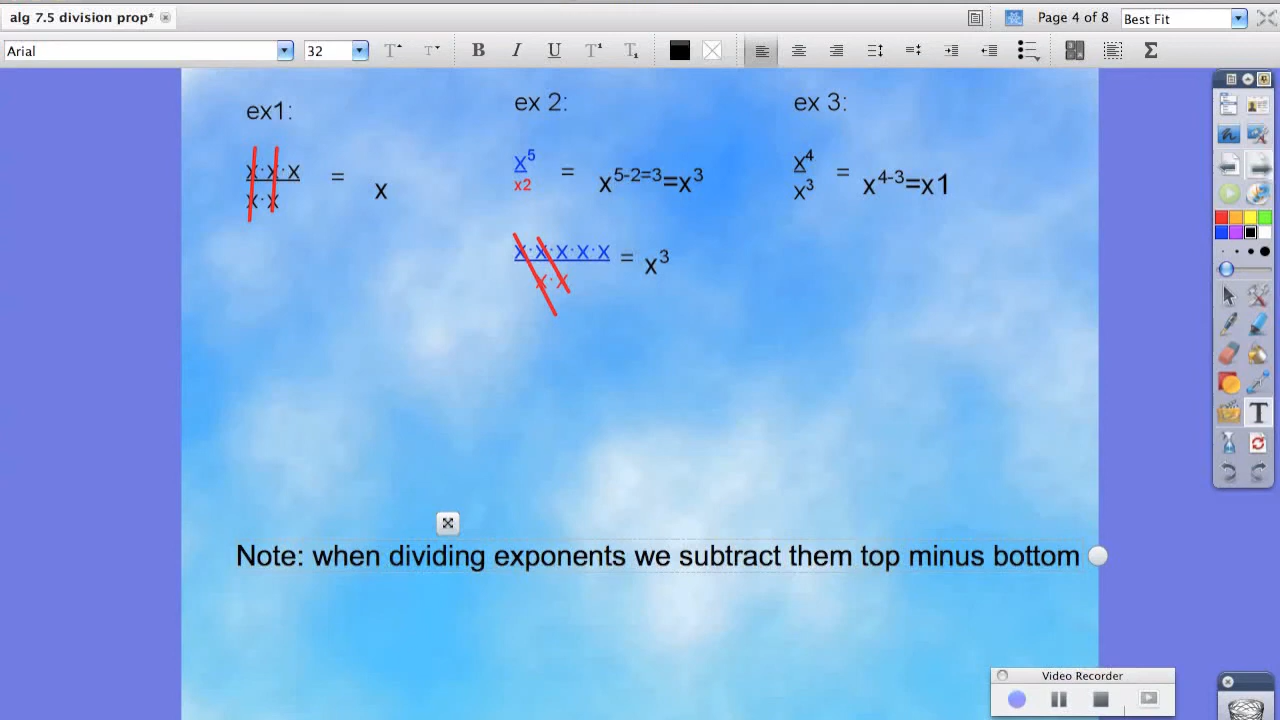 alg 7.5 division prop*
Page 4 of 8
Best Fit
Arial
32
B I U
ex1:
ex 2:
ex 3:
x·x·x
x·x
= x
x⁵
x2
= x⁵⁻²⁼³=x³
x⁴
x³
= x⁴⁻³=x1
x·x·x·x·x
x·x
= x³
Note: when dividing exponents we subtract them top minus bottom
Video Recorder